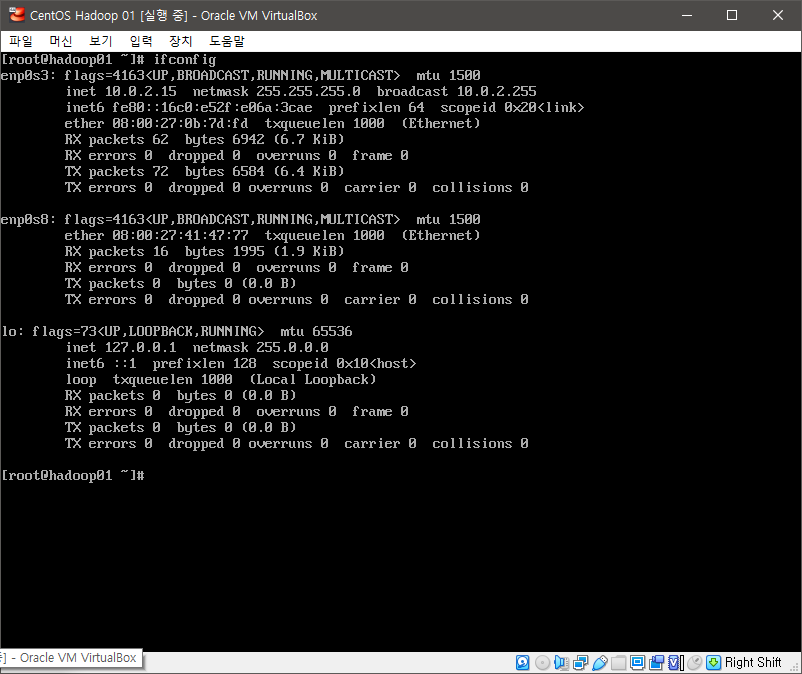 CentOS Hadoop 01 [실행 중] - Oracle VM VirtualBox
파일 머신 보기 입력 장치 도움말
[root@hadoop01 ~]# ifconfig
enp0s3: flags=4163<UP,BROADCAST,RUNNING,MULTICAST>  mtu 1500
        inet 10.0.2.15  netmask 255.255.255.0  broadcast 10.0.2.255
        inet6 fe80::16c0:e52f:e06a:3cae  prefixlen 64  scopeid 0x20<link>
        ether 08:00:27:0b:7d:fd  txqueuelen 1000  (Ethernet)
        RX packets 62  bytes 6942 (6.7 KiB)
        RX errors 0  dropped 0  overruns 0  frame 0
        TX packets 72  bytes 6584 (6.4 KiB)
        TX errors 0  dropped 0 overruns 0  carrier 0  collisions 0
enp0s8: flags=4163<UP,BROADCAST,RUNNING,MULTICAST>  mtu 1500
        ether 08:00:27:41:47:77  txqueuelen 1000  (Ethernet)
        RX packets 16  bytes 1995 (1.9 KiB)
        RX errors 0  dropped 0  overruns 0  frame 0
        TX packets 0  bytes 0 (0.0 B)
        TX errors 0  dropped 0 overruns 0  carrier 0  collisions 0
lo: flags=73<UP,LOOPBACK,RUNNING>  mtu 65536
        inet 127.0.0.1  netmask 255.0.0.0
        inet6 ::1  prefixlen 128  scopeid 0x10<host>
        loop  txqueuelen 1000  (Local Loopback)
        RX packets 0  bytes 0 (0.0 B)
        RX errors 0  dropped 0  overruns 0  frame 0
        TX packets 0  bytes 0 (0.0 B)
        TX errors 0  dropped 0 overruns 0  carrier 0  collisions 0
[root@hadoop01 ~]#
중] - Oracle VM VirtualBox
Right Shift